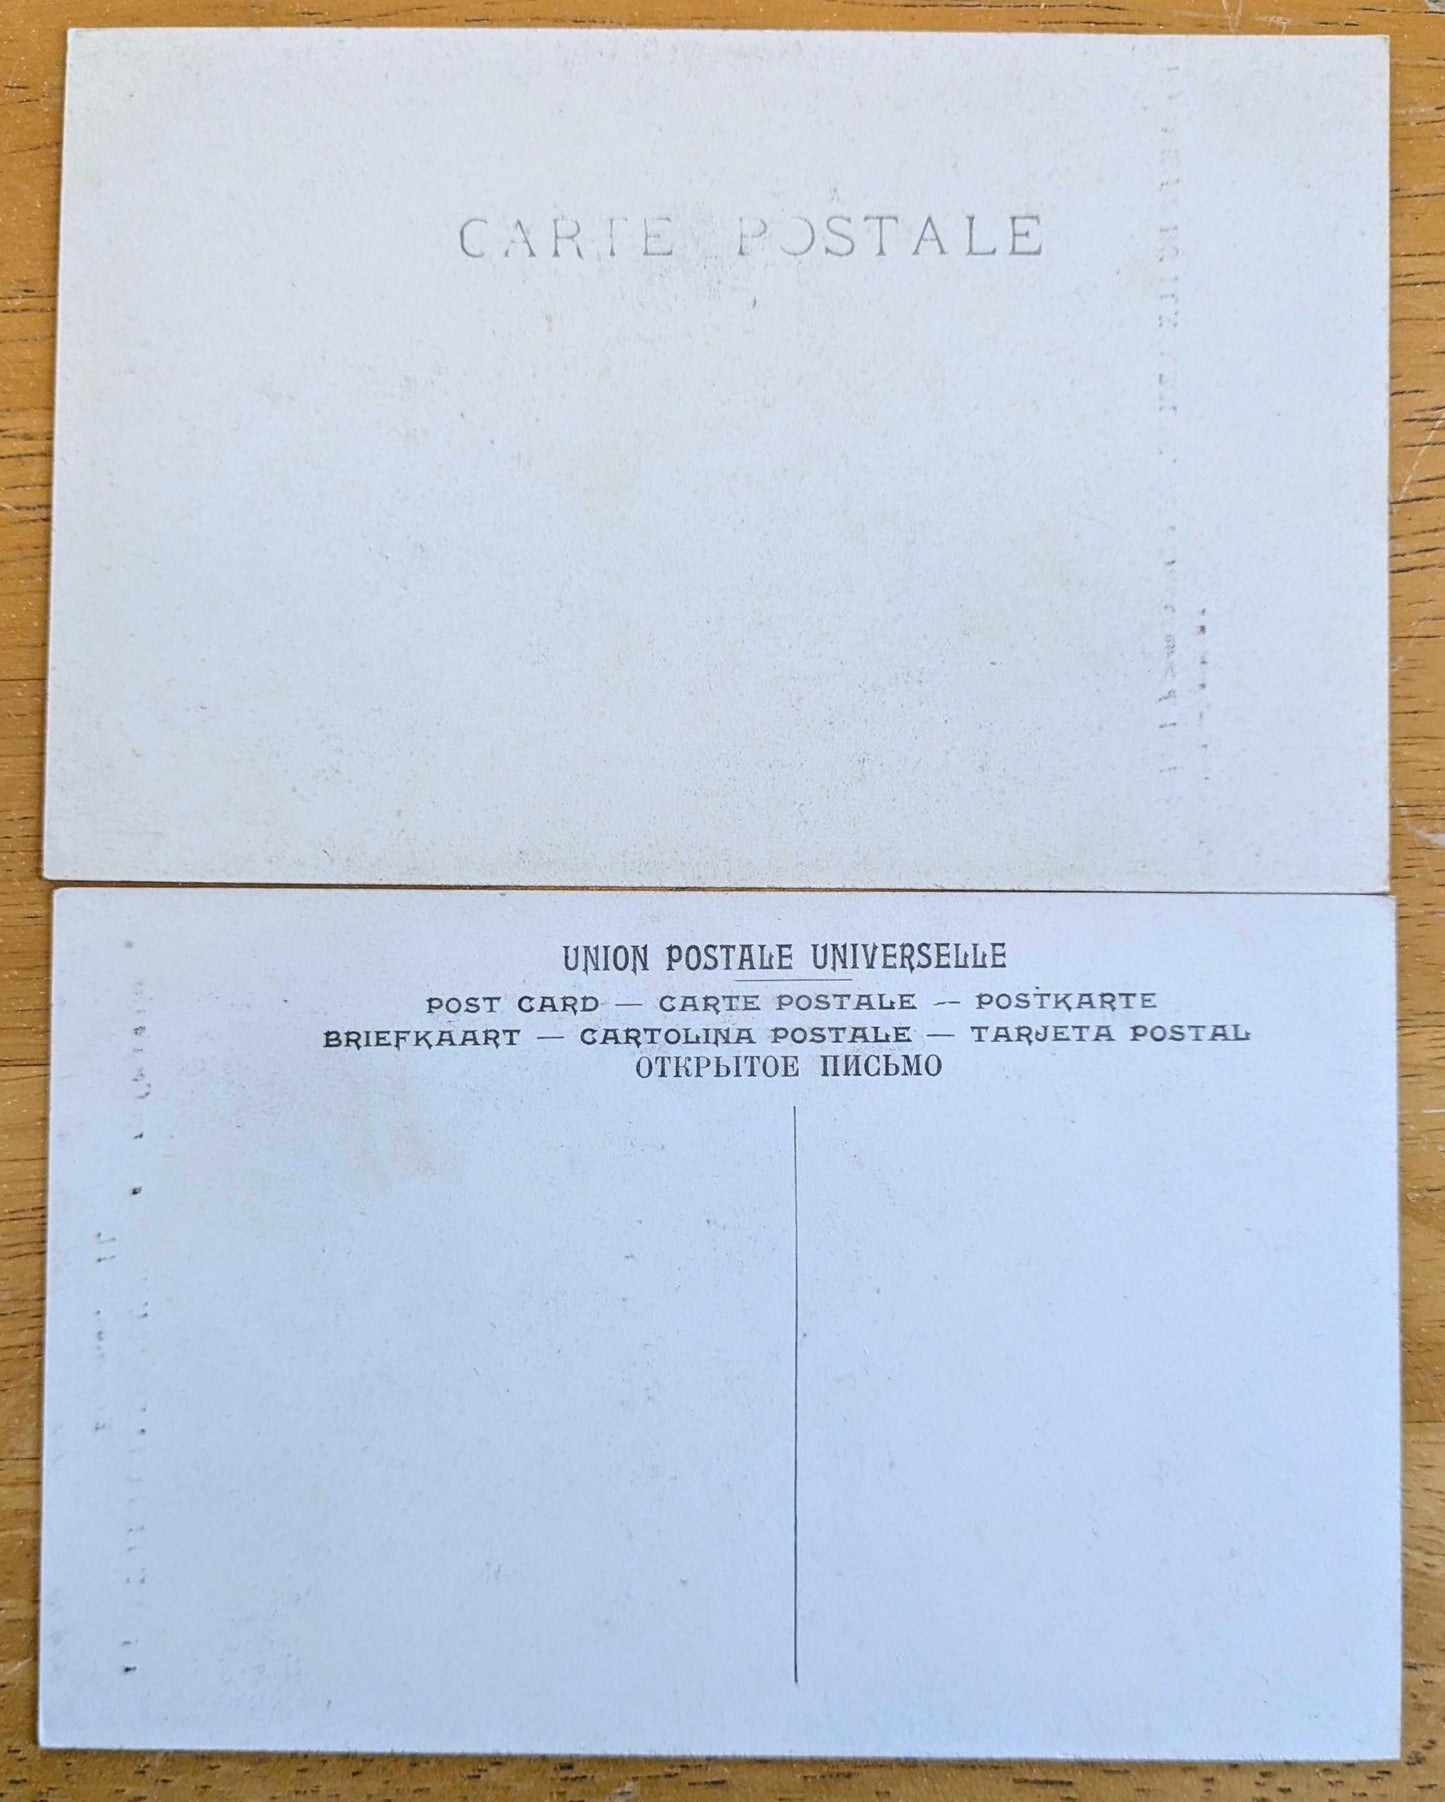 CARTE POSTALE
UNION POSTALE UNIVERSELLE
POST CARD — CARTE POSTALE — POSTKARTE
BRIEFKAART — CARTOLINA POSTALE — TARJETA POSTAL
ОТКРЫТОЕ ПИСЬМО